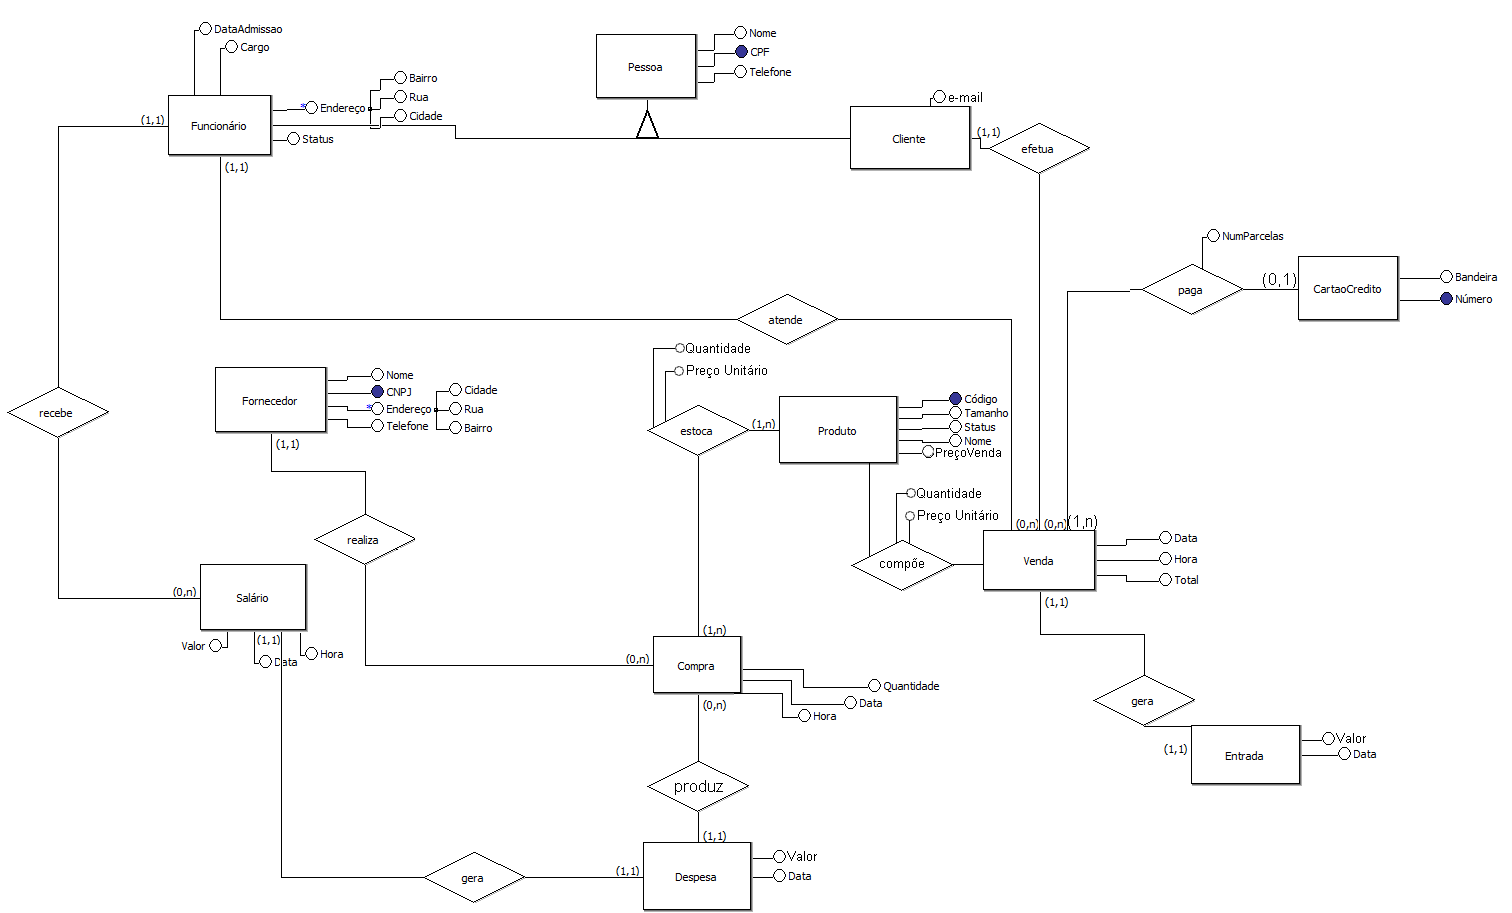 DataAdmissao
Cargo
Nome
CPF
Telefone
Pessoa
Bairro
Rua
Cidade
*
Endereço
Status
Funcionário
(1,1)
(1,1)
e-mail
Cliente
(1,1)
efetua
NumParcelas
paga
(0,1)
CartaoCredito
Bandeira
Número
atende
Quantidade
Preço Unitário
estoca
(1,n)
Produto
Código
Tamanho
Status
Nome
PreçoVenda
Fornecedor
Nome
CNPJ
*
Endereço
Telefone
Cidade
Rua
Bairro
(1,1)
recebe
realiza
Quantidade
Preço Unitário
compõe
(0,n)
(0,n)
(1,n)
Venda
Data
Hora
Total
(1,1)
(0,n)
Salário
Valor
(1,1)
Data
Hora
(1,n)
(0,n)
Compra
Quantidade
Data
Hora
(0,n)
gera
(1,1)
Entrada
Valor
Data
produz
(1,1)
gera
(1,1)
Despesa
Valor
Data